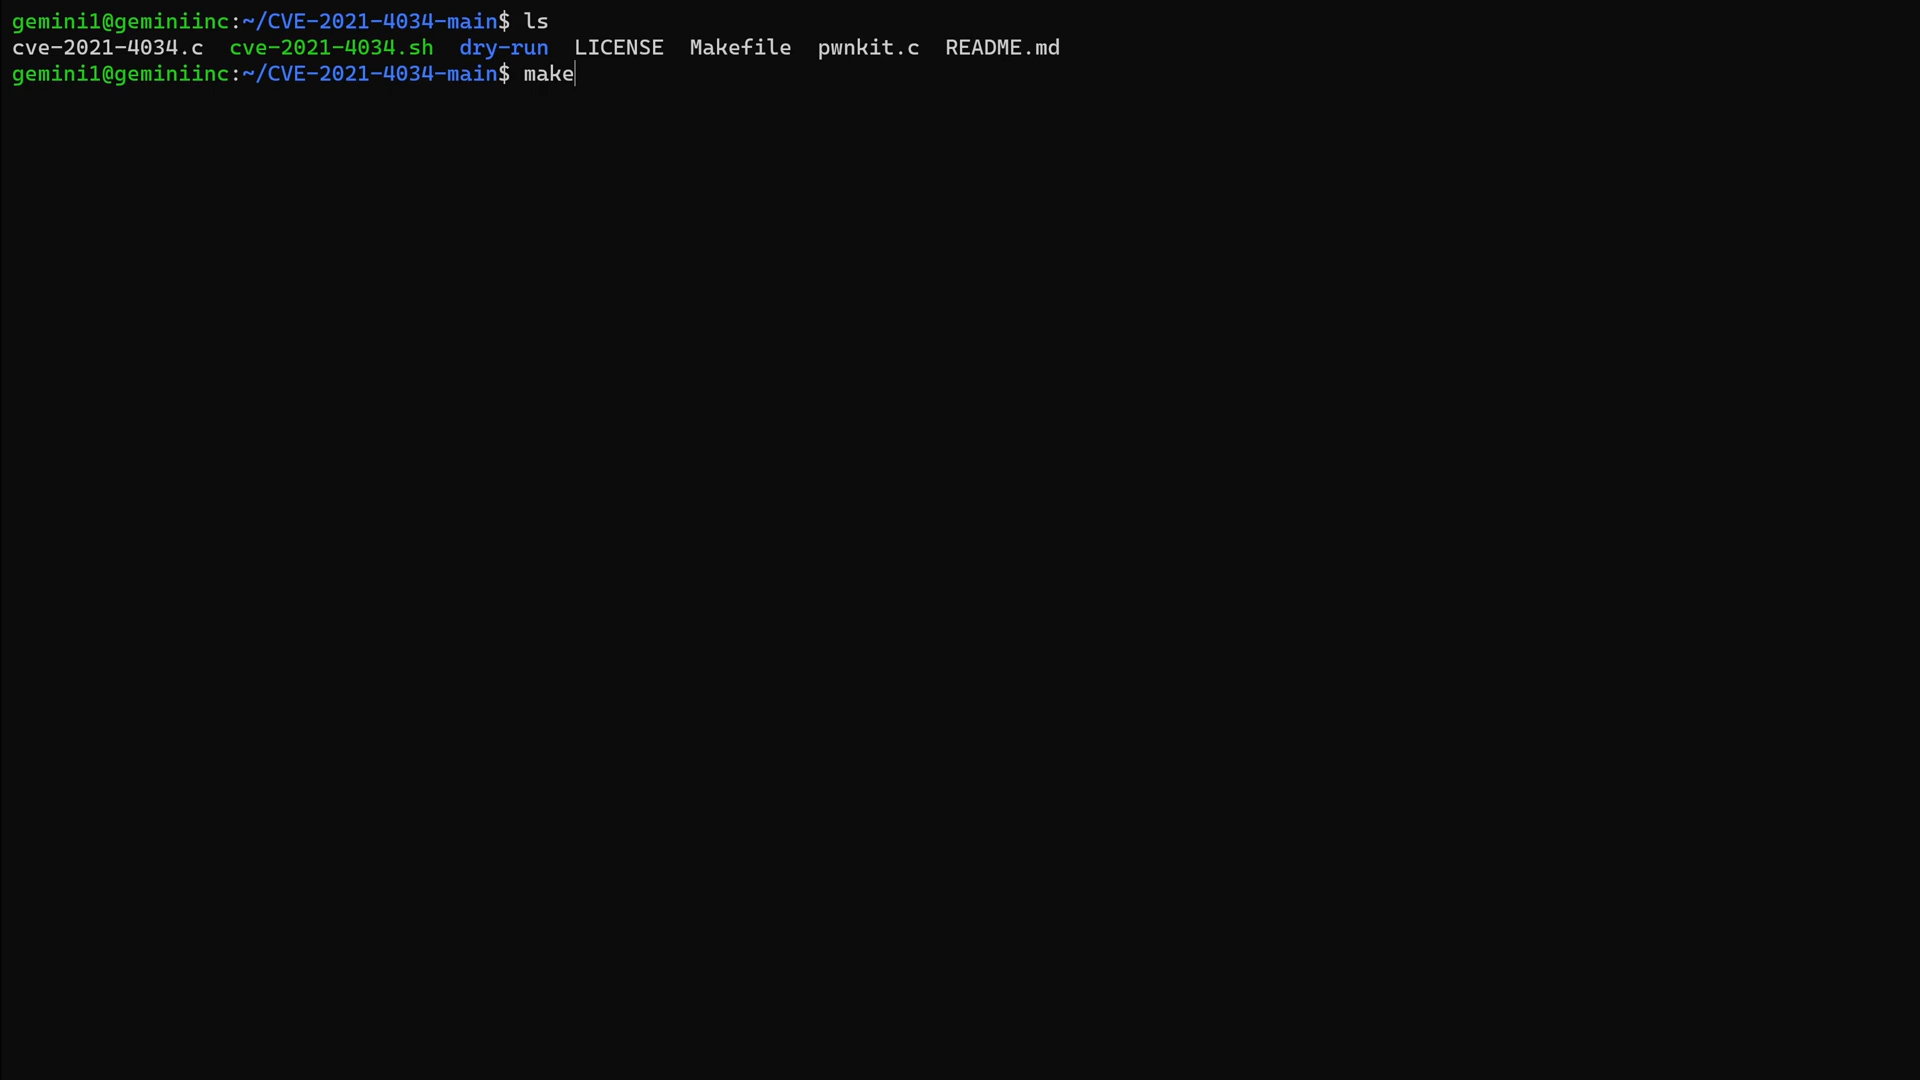 gemini1@geminiinc:~/CVE-2021-4034-main$ ls
cve-2021-4034.c  cve-2021-4034.sh  dry-run  LICENSE  Makefile  pwnkit.c  README.md
gemini1@geminiinc:~/CVE-2021-4034-main$ make